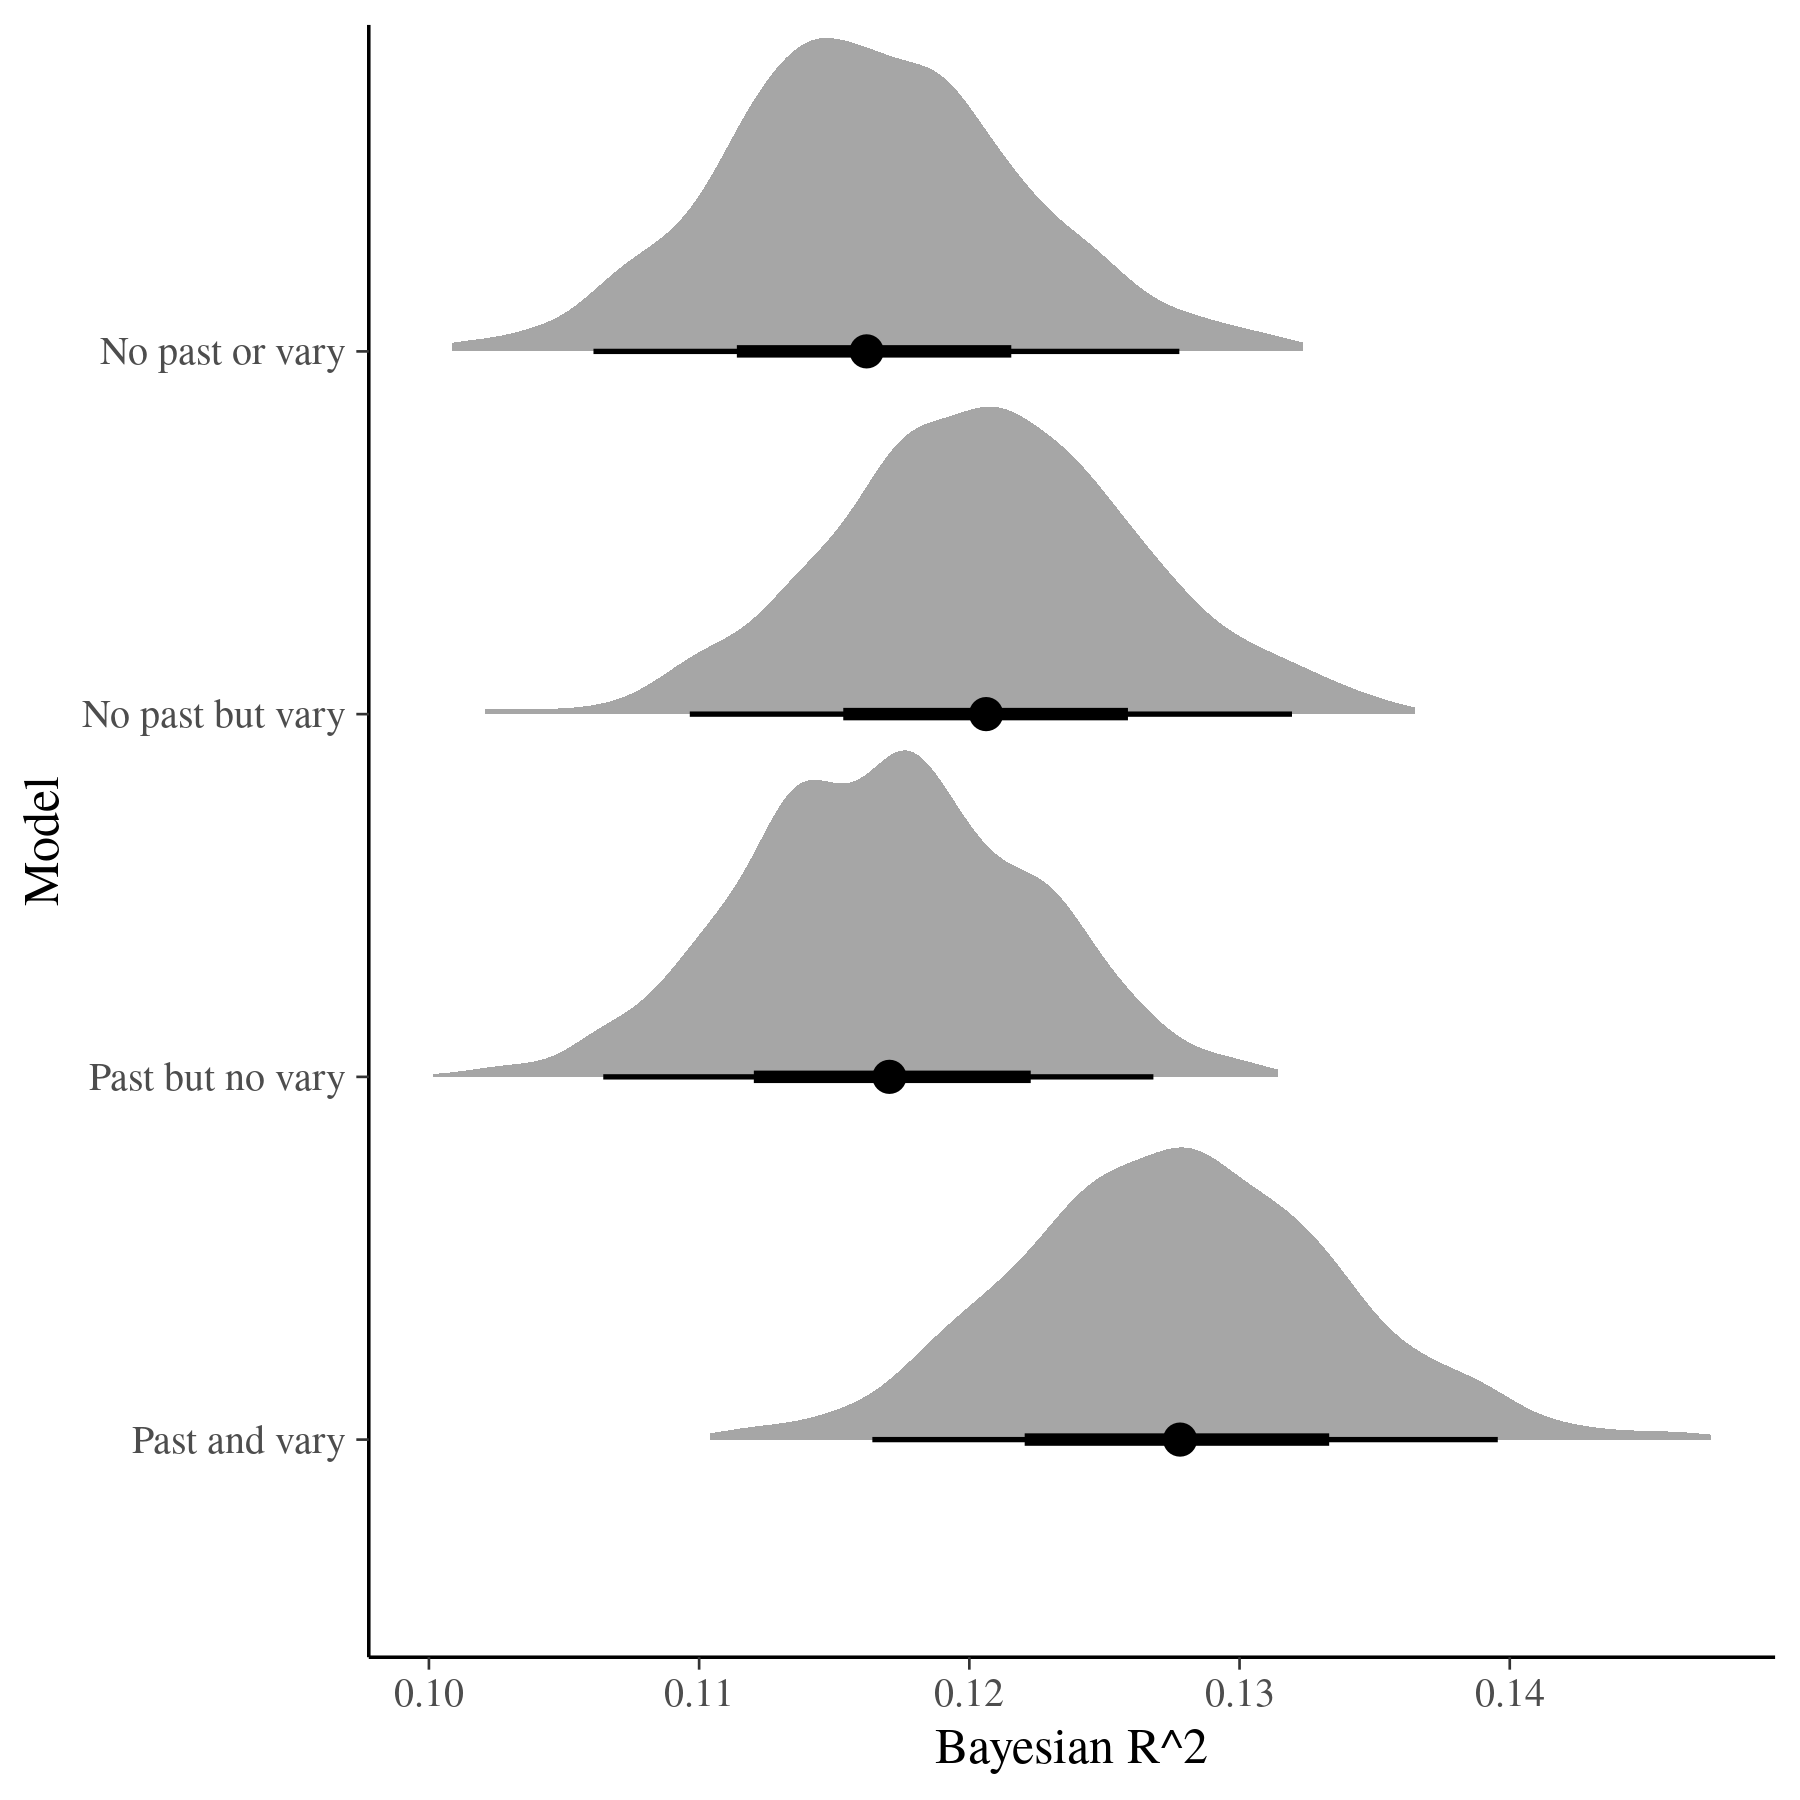 No past or vary
No past but vary
Model
Past but no vary
Past and vary
0.10 0.11 0.12 0.13 0.14
Bayesian R^2